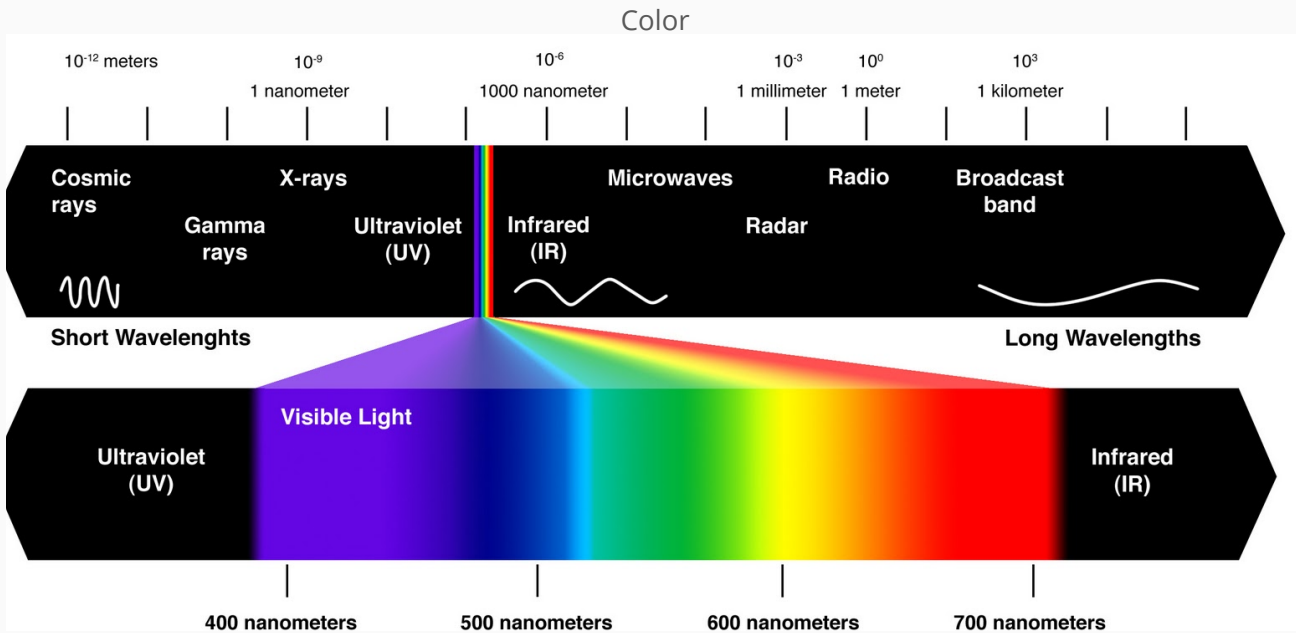 Color
10⁻¹² meters 10⁻⁹ 10⁻⁶ 10⁻³ 10⁰ 10³
1 nanometer 1000 nanometer 1 millimeter 1 meter 1 kilometer
Cosmic
rays
Gamma
rays
X-rays
Ultraviolet
(UV)
Infrared
(IR)
Microwaves
Radar
Radio
Broadcast
band
Short Wavelenghts
Long Wavelengths
Visible Light
Ultraviolet
(UV)
Infrared
(IR)
400 nanometers 500 nanometers 600 nanometers 700 nanometers